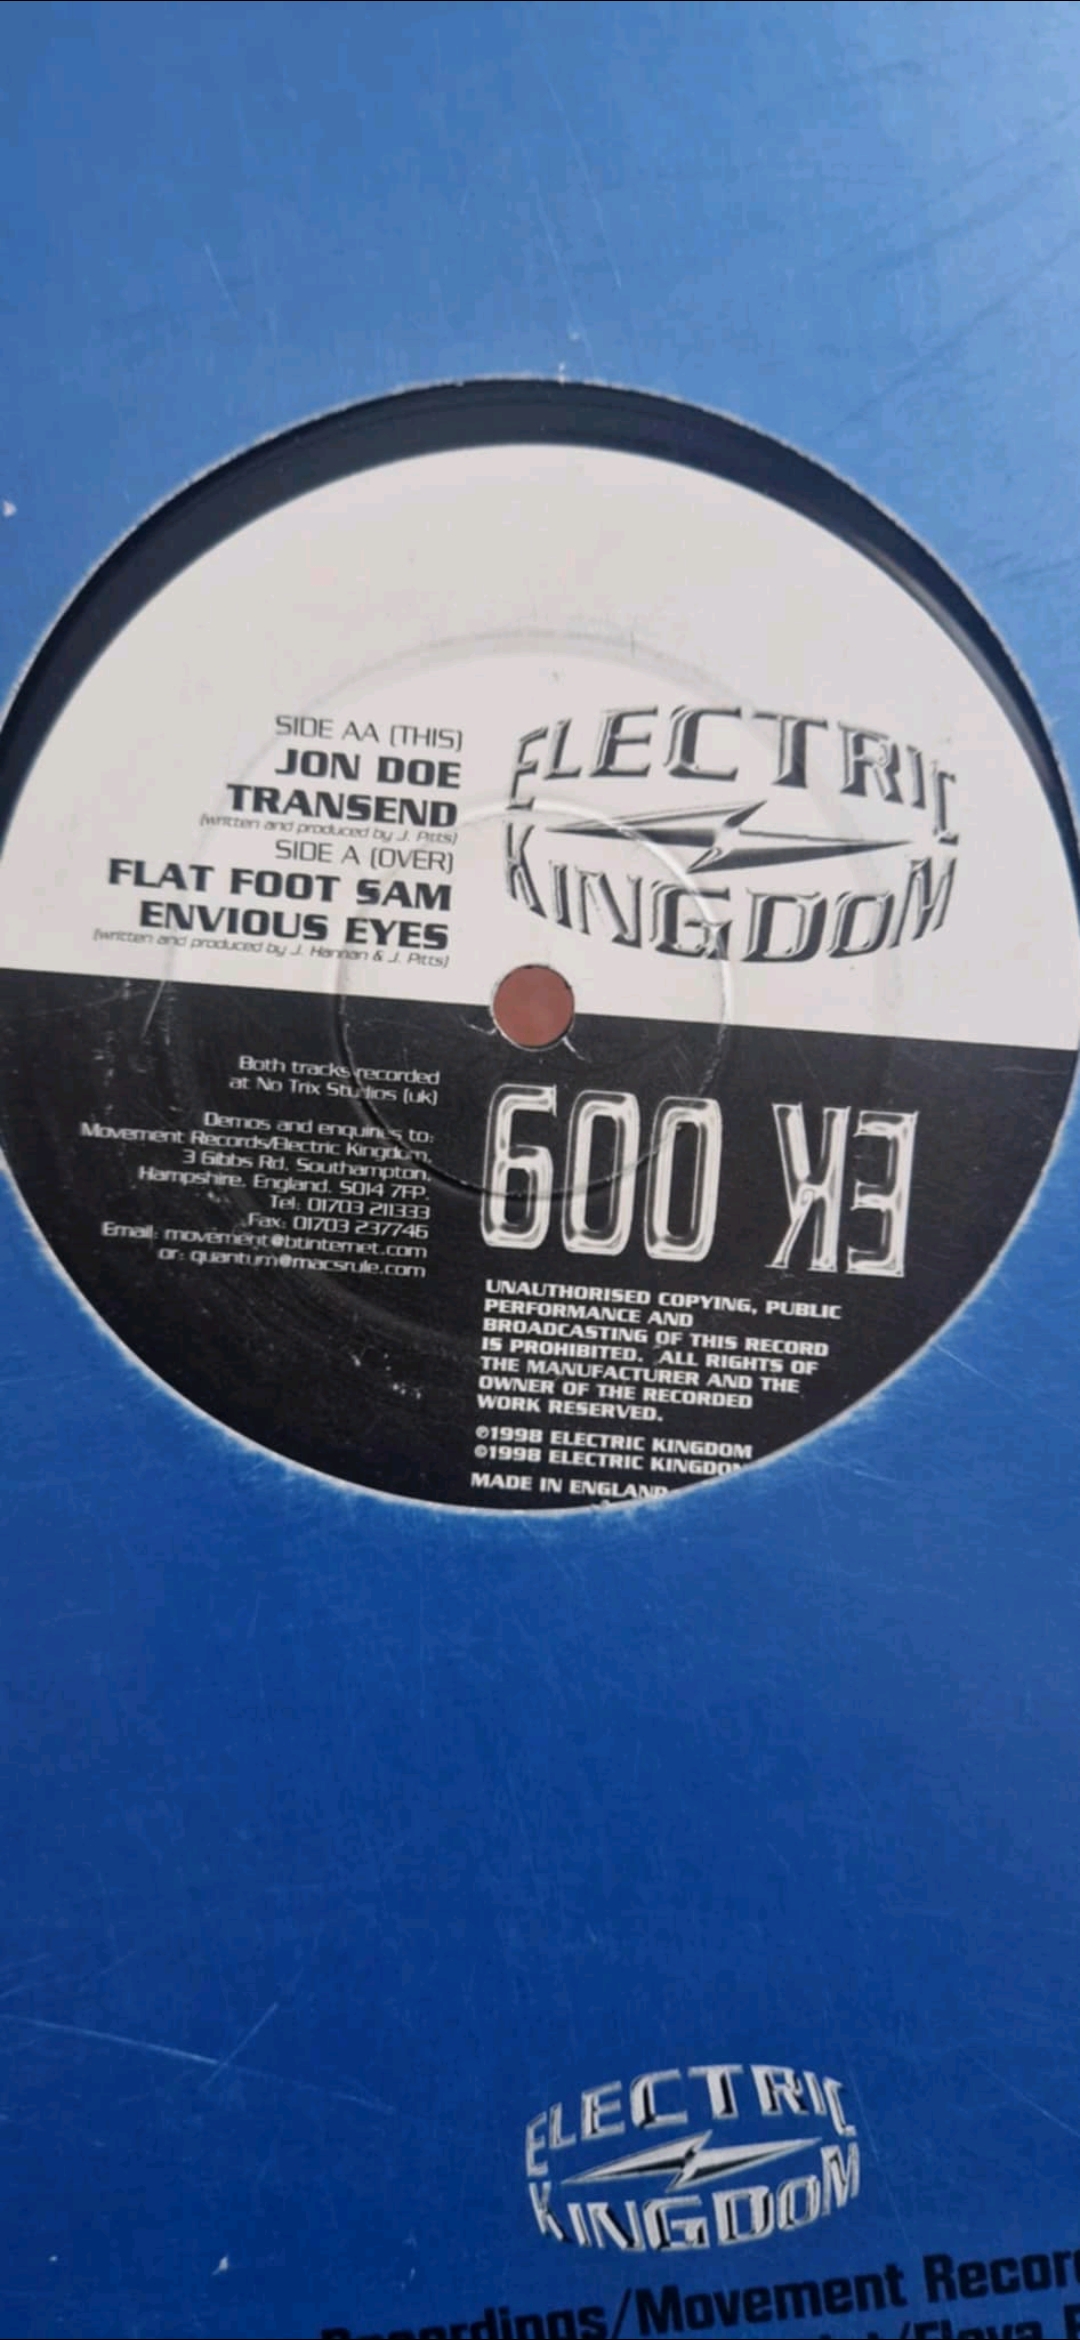 SIDE AA (THIS)
JON DOE
TRANSEND
(written and produced by J. Pitts)
SIDE A (OVER)
FLAT FOOT SAM
ENVIOUS EYES
(written and produced by J. Hannan & J. Pitts)
ELECTRIC
KINGDOM
Both tracks recorded
at No Trix Studios (uk)
Demos and enquiries to:
Movement Records/Electric Kingdom,
3 Gibbs Rd, Southampton,
Hampshire. England. SO14 7FP.
Tel: 01703 211333
Fax: 01703 237746
Email: movement@btinternet.com
or: quantum@macsrule.com
EK 009
UNAUTHORISED COPYING, PUBLIC
PERFORMANCE AND
BROADCASTING OF THIS RECORD
IS PROHIBITED. ALL RIGHTS OF
THE MANUFACTURER AND THE
OWNER OF THE RECORDED
WORK RESERVED.
℗1998 ELECTRIC KINGDOM
©1998 ELECTRIC KINGDOM
MADE IN ENGLAND
ELECTRIC
KINGDOM
ecordings/Movement Recor